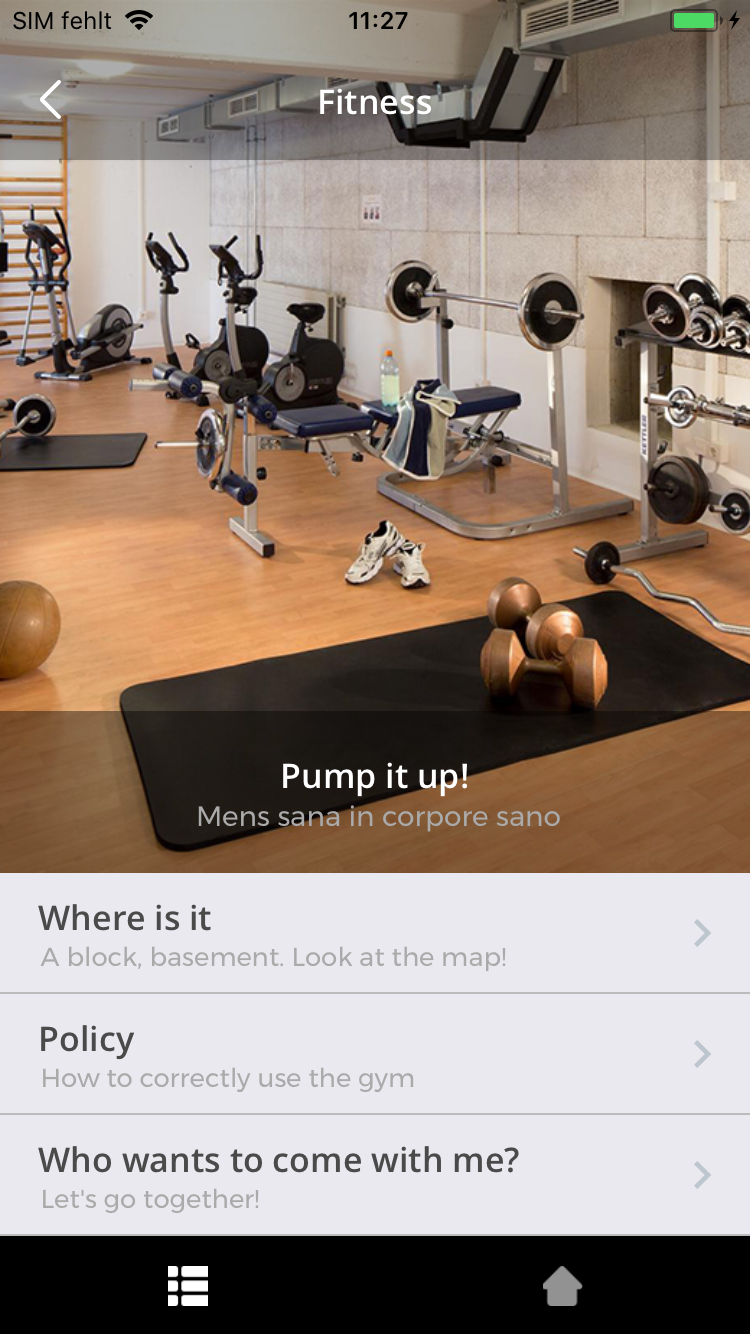 SIM fehlt
11:27
Fitness
KETTLER
Pump it up!
Mens sana in corpore sano
Where is it
A block, basement. Look at the map!
Policy
How to correctly use the gym
Who wants to come with me?
Let's go together!